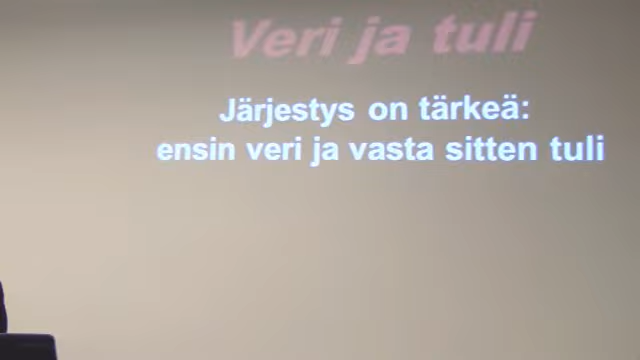 Veri ja tuli
Järjestys on tärkeä:
ensin veri ja vasta sitten tuli